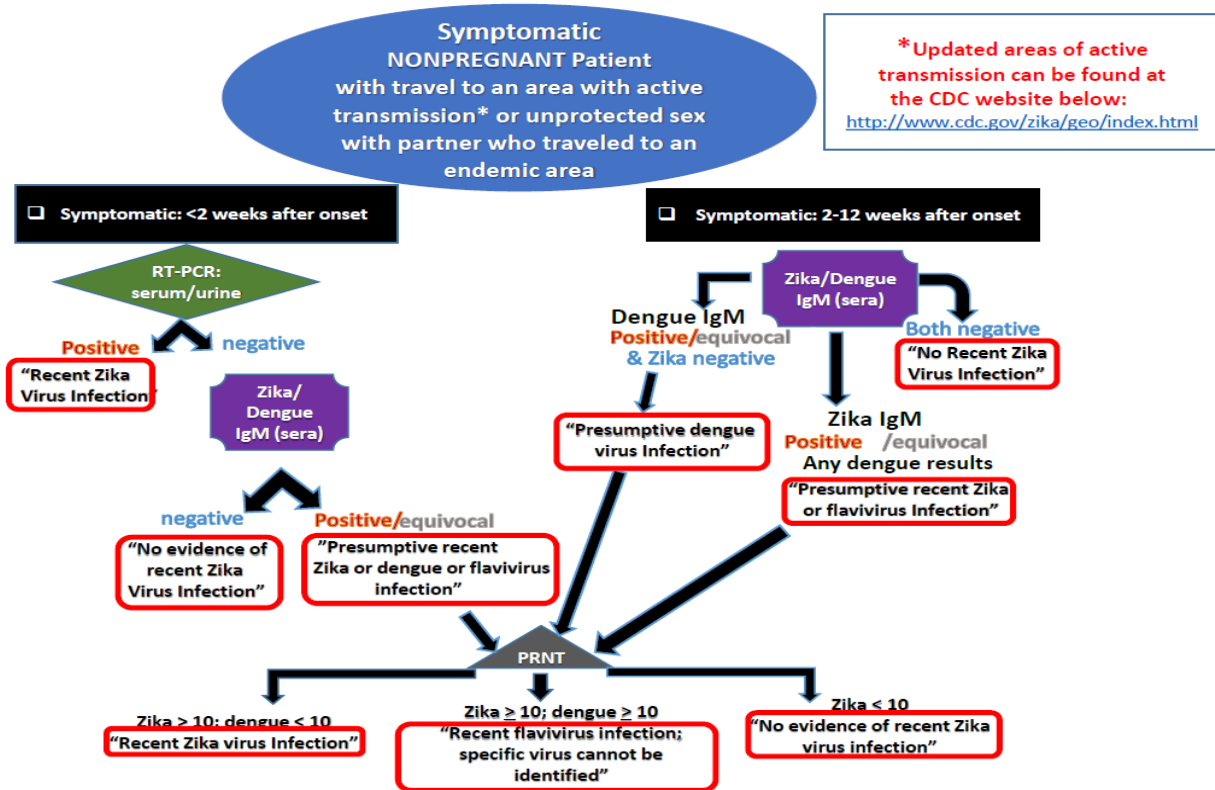 Symptomatic
NONPREGNANT Patient
with travel to an area with active
transmission* or unprotected sex
with partner who traveled to an
endemic area
*Updated areas of active
transmission can be found at
the CDC website below:
http://www.cdc.gov/zika/geo/index.html
❑ Symptomatic: <2 weeks after onset
RT-PCR:
serum/urine
Positive
negative
“Recent Zika
Virus Infection”
Zika/
Dengue
IgM (sera)
negative
Positive/equivocal
“No evidence of
recent Zika
Virus Infection”
”Presumptive recent
Zika or dengue or flavivirus
infection”
❑ Symptomatic: 2-12 weeks after onset
Zika/Dengue
IgM (sera)
Dengue IgM
Positive/equivocal
& Zika negative
“Presumptive dengue
virus Infection”
Both negative
“No Recent Zika
Virus Infection”
Zika IgM
Positive /equivocal
Any dengue results
“Presumptive recent Zika
or flavivirus Infection”
PRNT
Zika > 10; dengue < 10
“Recent Zika virus Infection”
Zika ≥ 10; dengue ≥ 10
“Recent flavivirus infection;
specific virus cannot be
identified”
Zika < 10
“No evidence of recent Zika
virus infection”